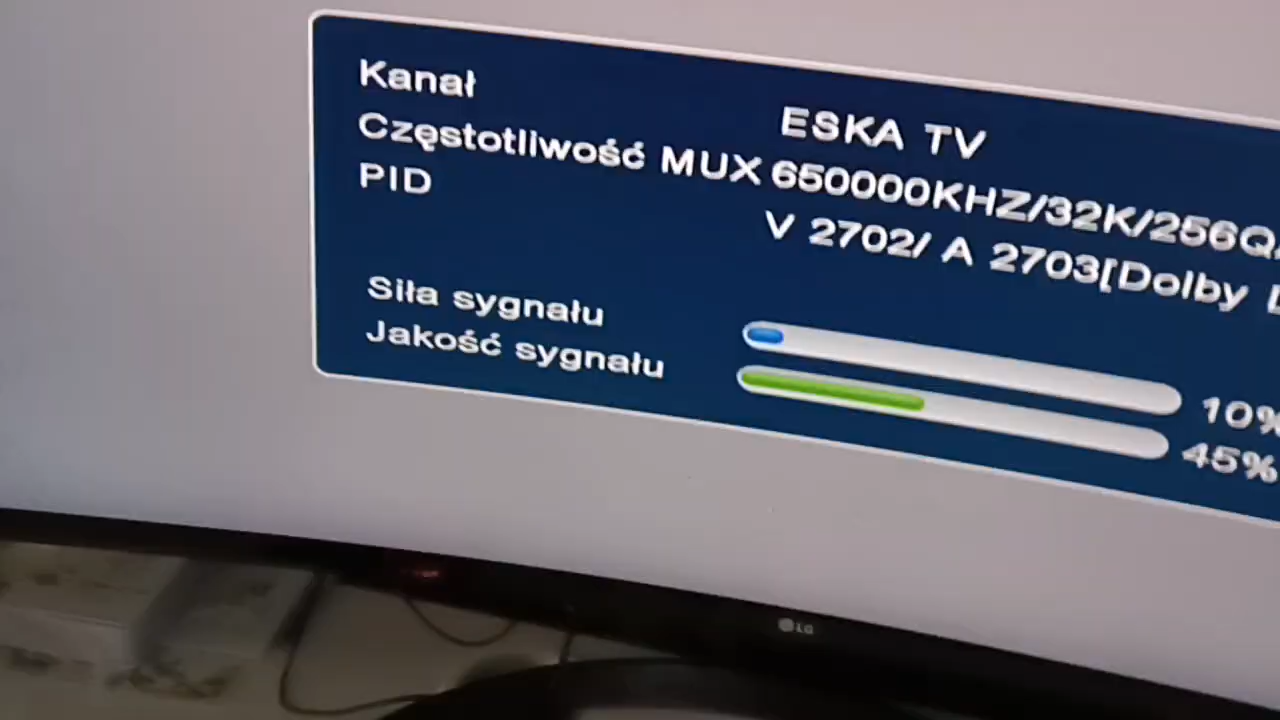 Kanał ESKA TV
Częstotliwość MUX 650000KHZ/32K/256Q
PID V 2702/ A 2703[Dolby
Siła sygnału 10%
Jakość sygnału 45%
LG